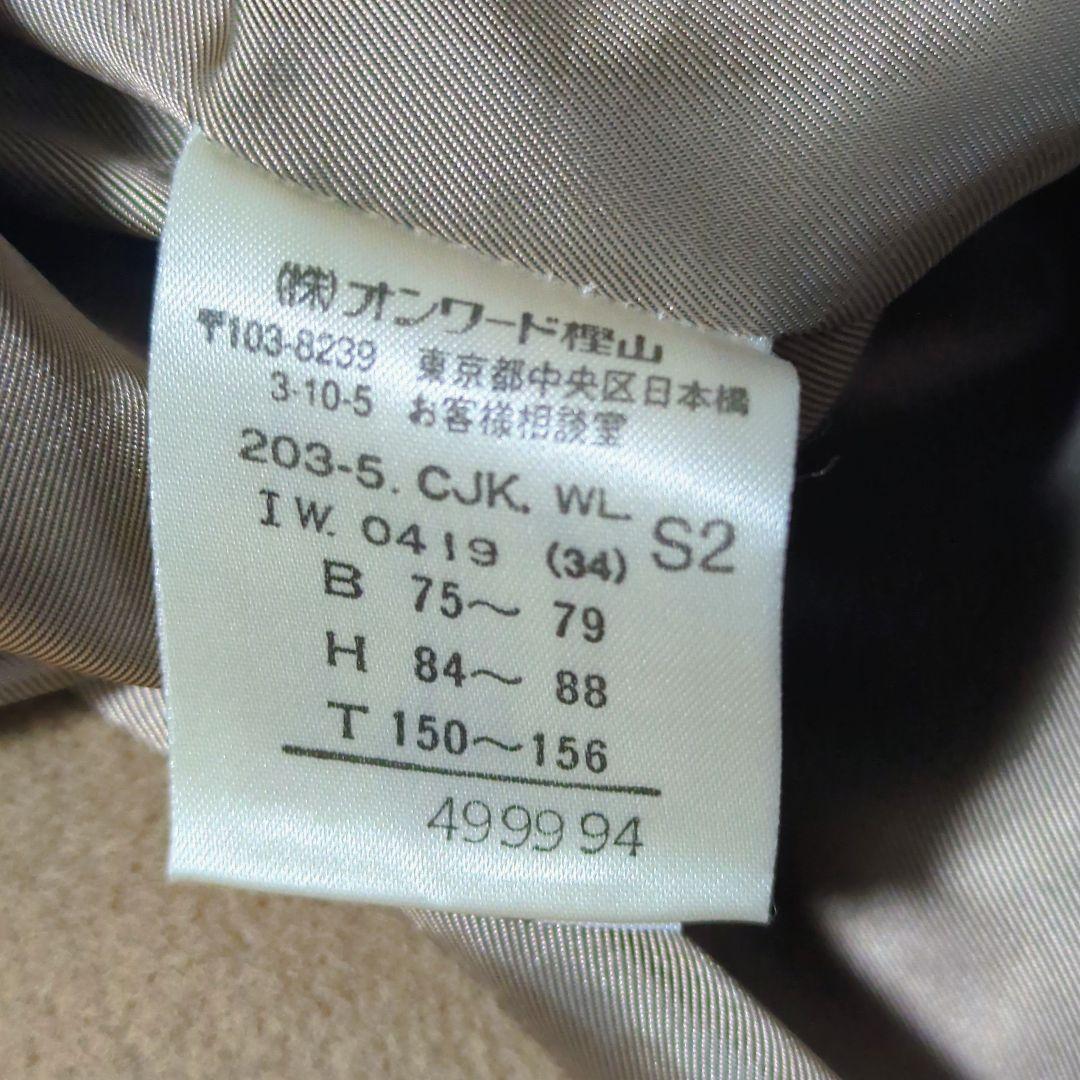 (株)オンワード樫山
〒103-8239 東京都中央区日本橋
3-10-5 お客様相談室
203-5. CJK. WL.
IW. 0419 (34) S2
B 75〜 79
H 84〜 88
T 150〜156
499994